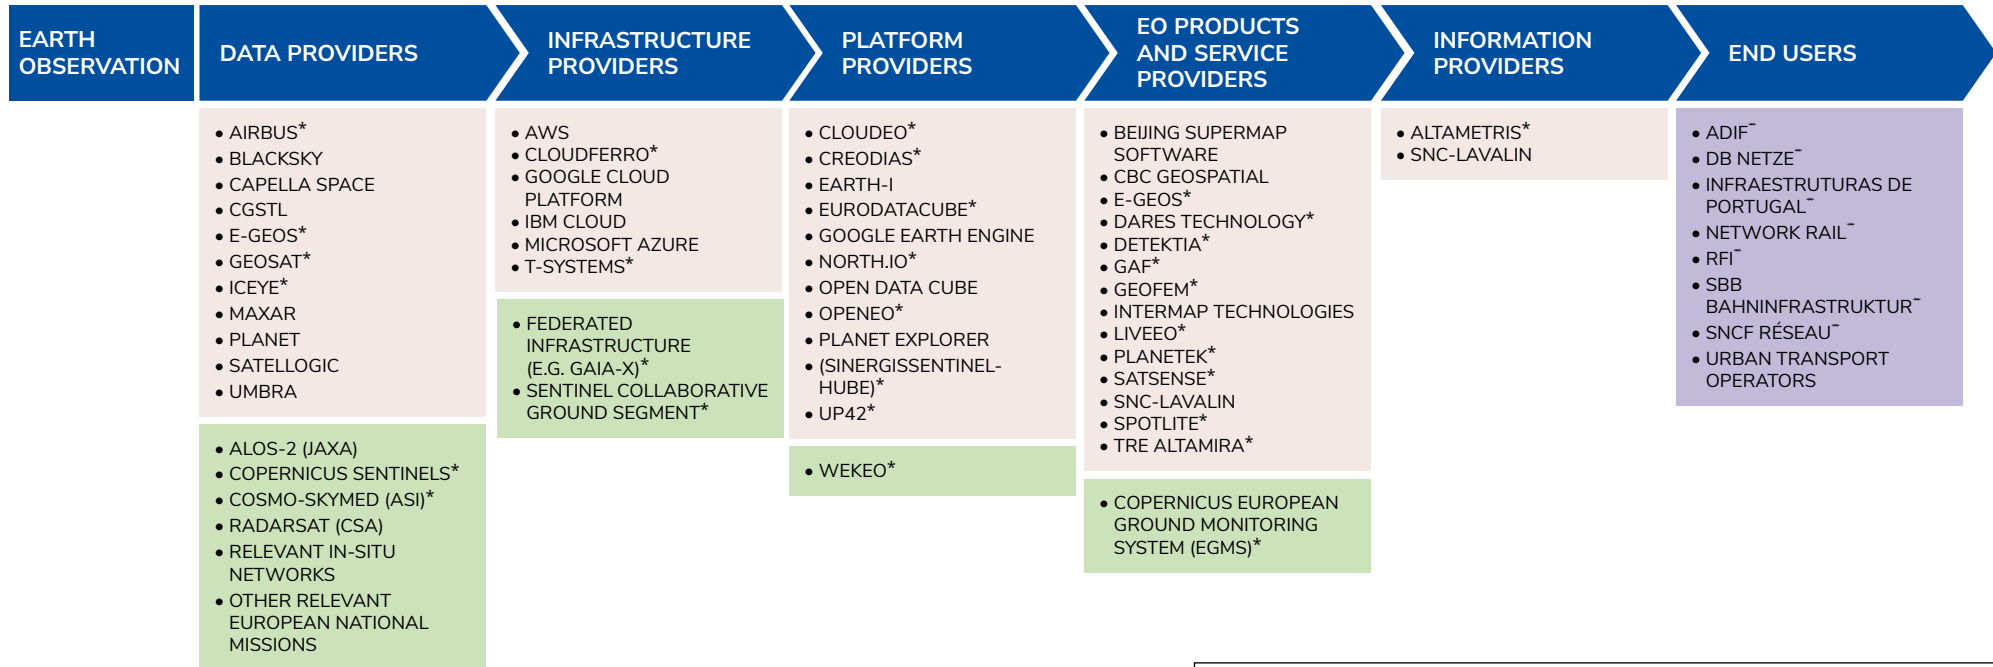 EARTH
OBSERVATION
DATA PROVIDERS
INFRASTRUCTURE
PROVIDERS
PLATFORM
PROVIDERS
EO PRODUCTS
AND SERVICE
PROVIDERS
INFORMATION
PROVIDERS
END USERS
• AIRBUS*
• BLACKSKY
• CAPELLA SPACE
• CGSTL
• E-GEOS*
• GEOSAT*
• ICEYE*
• MAXAR
• PLANET
• SATELLOGIC
• UMBRA
• ALOS-2 (JAXA)
• COPERNICUS SENTINELS*
• COSMO-SKYMED (ASI)*
• RADARSAT (CSA)
• RELEVANT IN-SITU
NETWORKS
• OTHER RELEVANT
EUROPEAN NATIONAL
MISSIONS
• AWS
• CLOUDFERRO*
• GOOGLE CLOUD
PLATFORM
• IBM CLOUD
• MICROSOFT AZURE
• T-SYSTEMS*
• FEDERATED
INFRASTRUCTURE
(E.G. GAIA-X)*
• SENTINEL COLLABORATIVE
GROUND SEGMENT*
• CLOUDEO*
• CREODIAS*
• EARTH-I
• EURODATACUBE*
• GOOGLE EARTH ENGINE
• NORTH.IO*
• OPEN DATA CUBE
• OPENEO*
• PLANET EXPLORER
• (SINERGISSENTINEL-
HUBE)*
• UP42*
• WEKEO*
• BEIJING SUPERMAP
SOFTWARE
• CBC GEOSPATIAL
• E-GEOS*
• DARES TECHNOLOGY*
• DETEKTIA*
• GAF*
• GEOFEM*
• INTERMAP TECHNOLOGIES
• LIVEEO*
• PLANETEK*
• SATSENSE*
• SNC-LAVALIN
• SPOTLITE*
• TRE ALTAMIRA*
• COPERNICUS EUROPEAN
GROUND MONITORING
SYSTEM (EGMS)*
• ALTAMETRIS*
• SNC-LAVALIN
• ADIF**
• DB NETZE**
• INFRAESTRUTURAS DE
PORTUGAL**
• NETWORK RAIL**
• RFI**
• SBB
BAHNINFRASTRUKTUR**
• SNCF RÉSEAU**
• URBAN TRANSPORT
OPERATORS